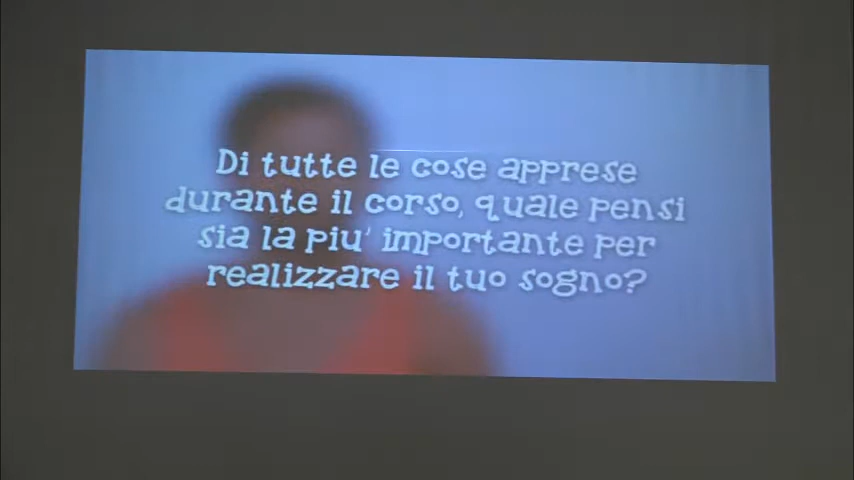 Di tutte le cose apprese
durante il corso, quale pensi
sia la piu' importante per
realizzare il tuo sogno?